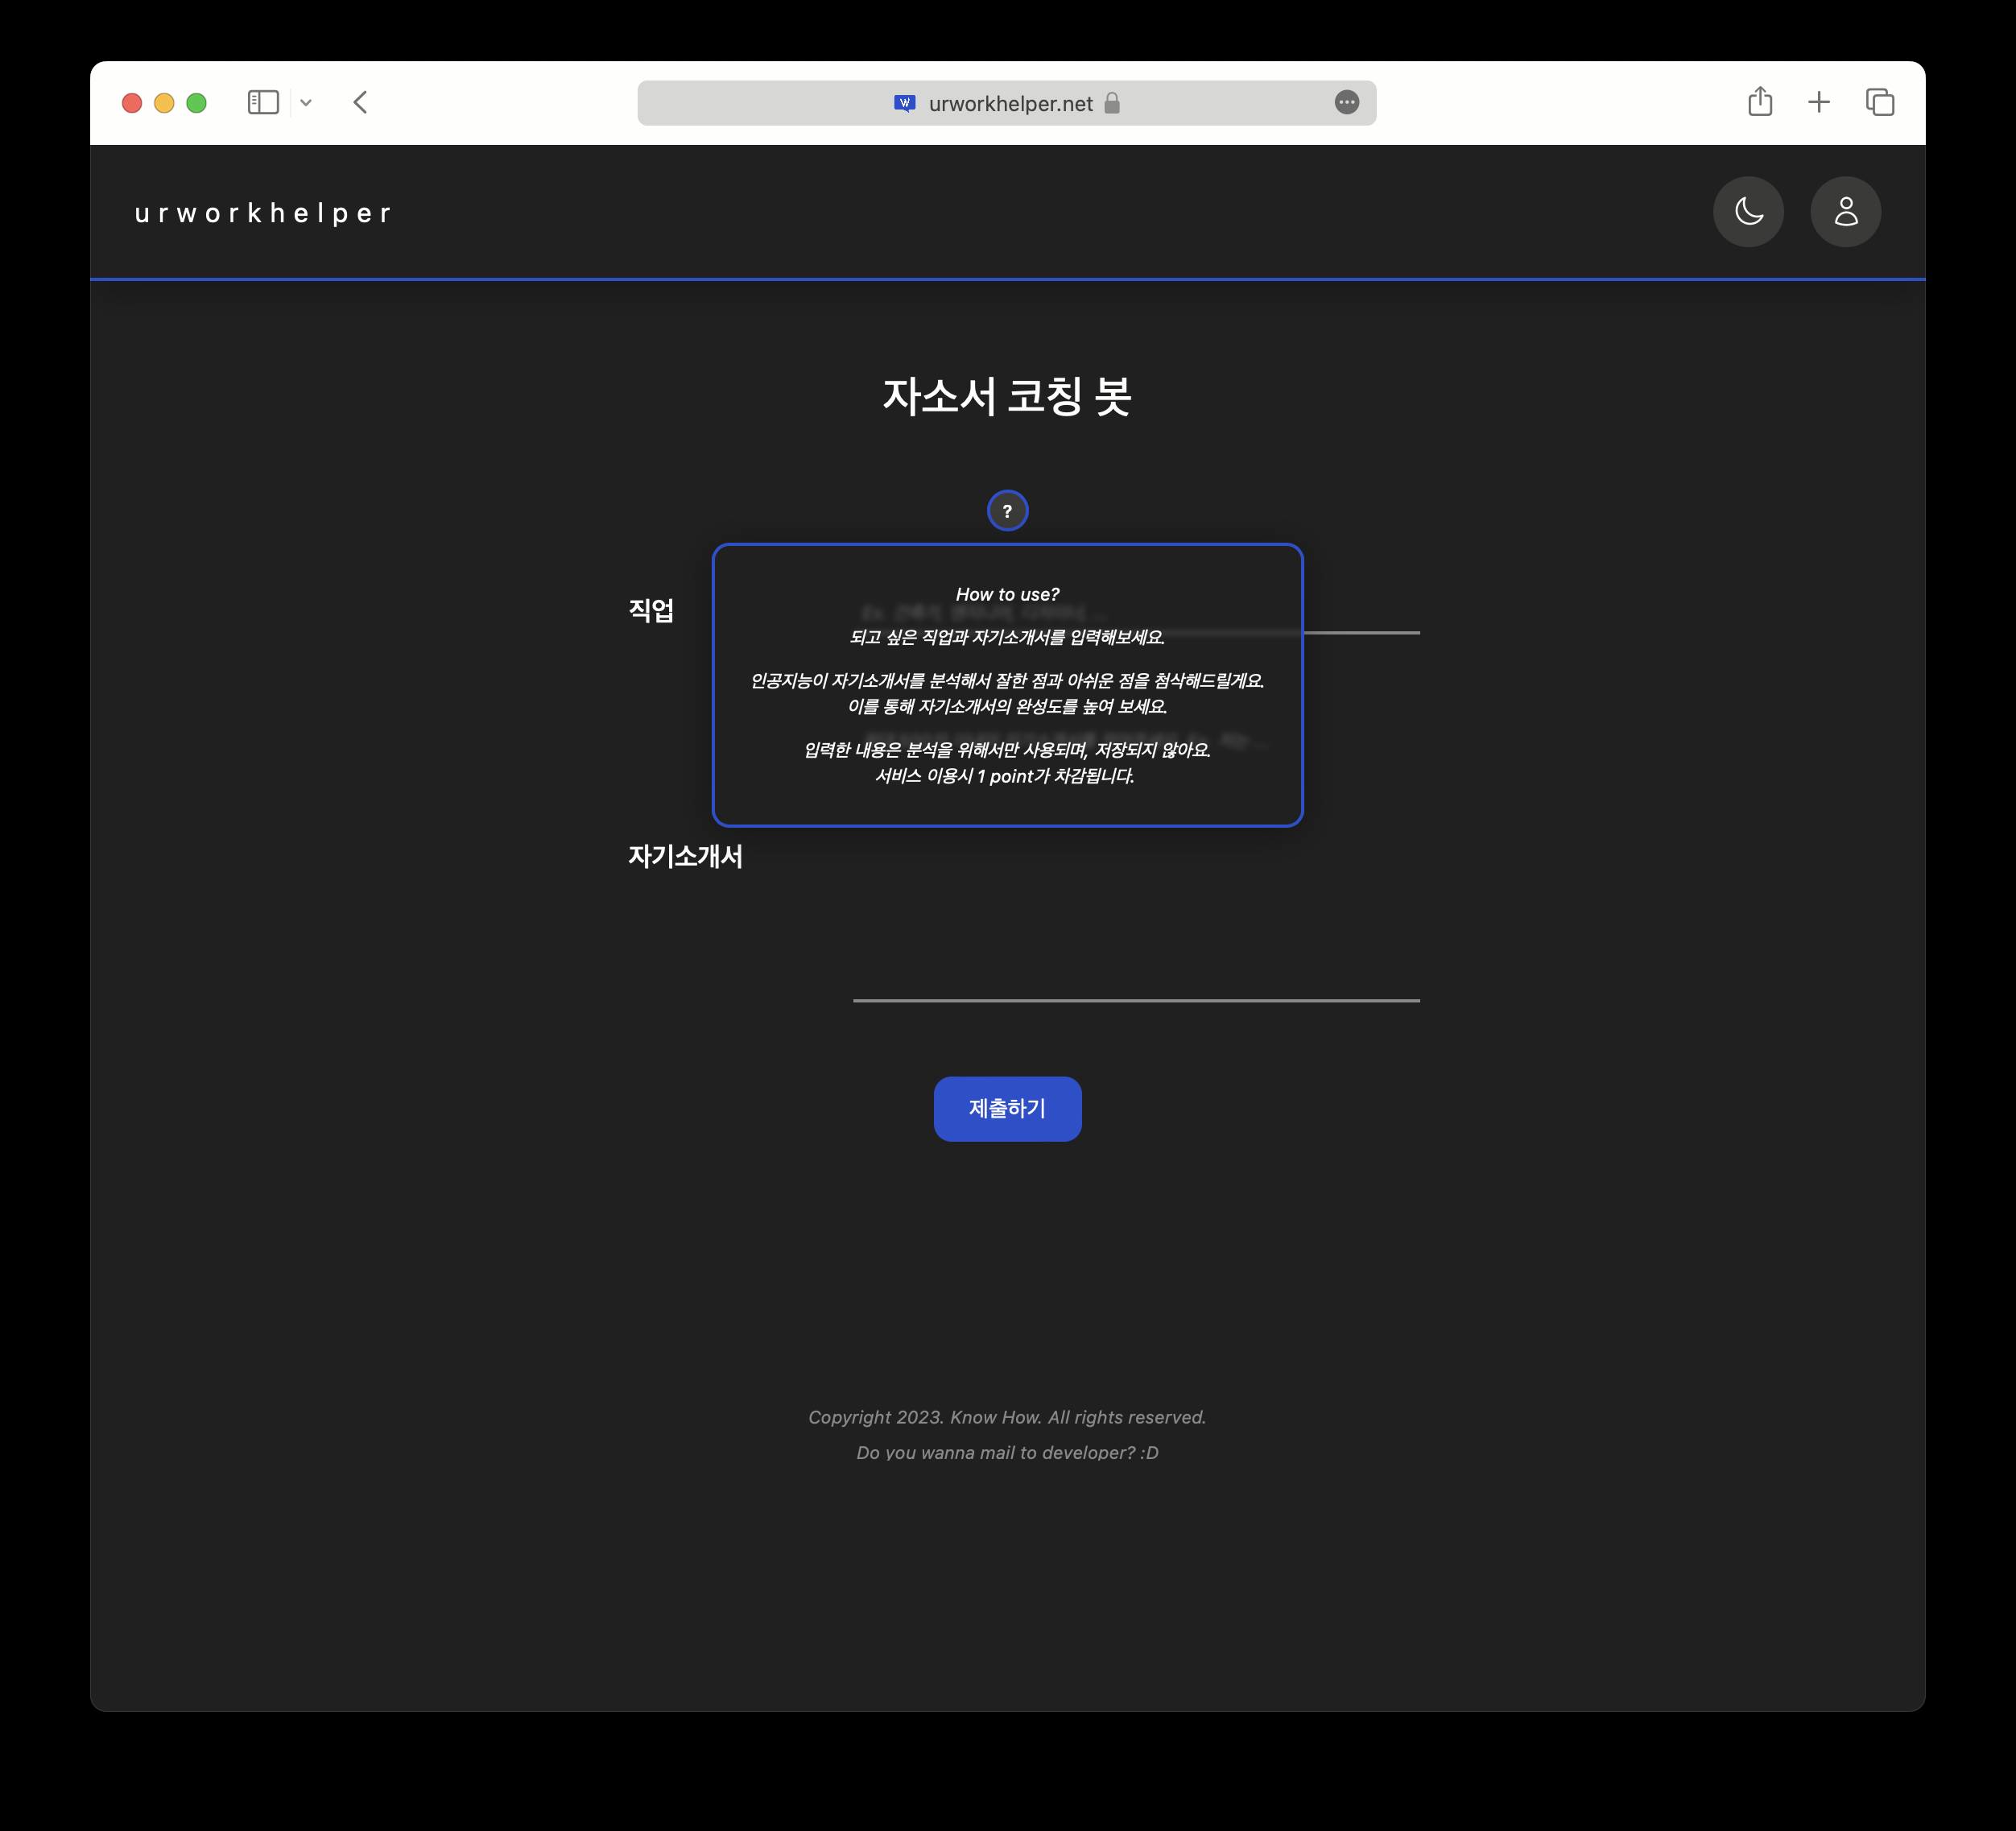 urworkhelper.net
urworkhelper
자소서 코칭 봇
?
How to use?
직업
되고 싶은 직업과 자기소개서를 입력해보세요.
인공지능이 자기소개서를 분석해서 잘한 점과 아쉬운 점을 첨삭해드릴게요.
이를 통해 자기소개서의 완성도를 높여 보세요.
입력한 내용은 분석을 위해서만 사용되며, 저장되지 않아요.
서비스 이용시 1 point가 차감됩니다.
자기소개서
제출하기
Copyright 2023. Know How. All rights reserved.
Do you wanna mail to developer? :D